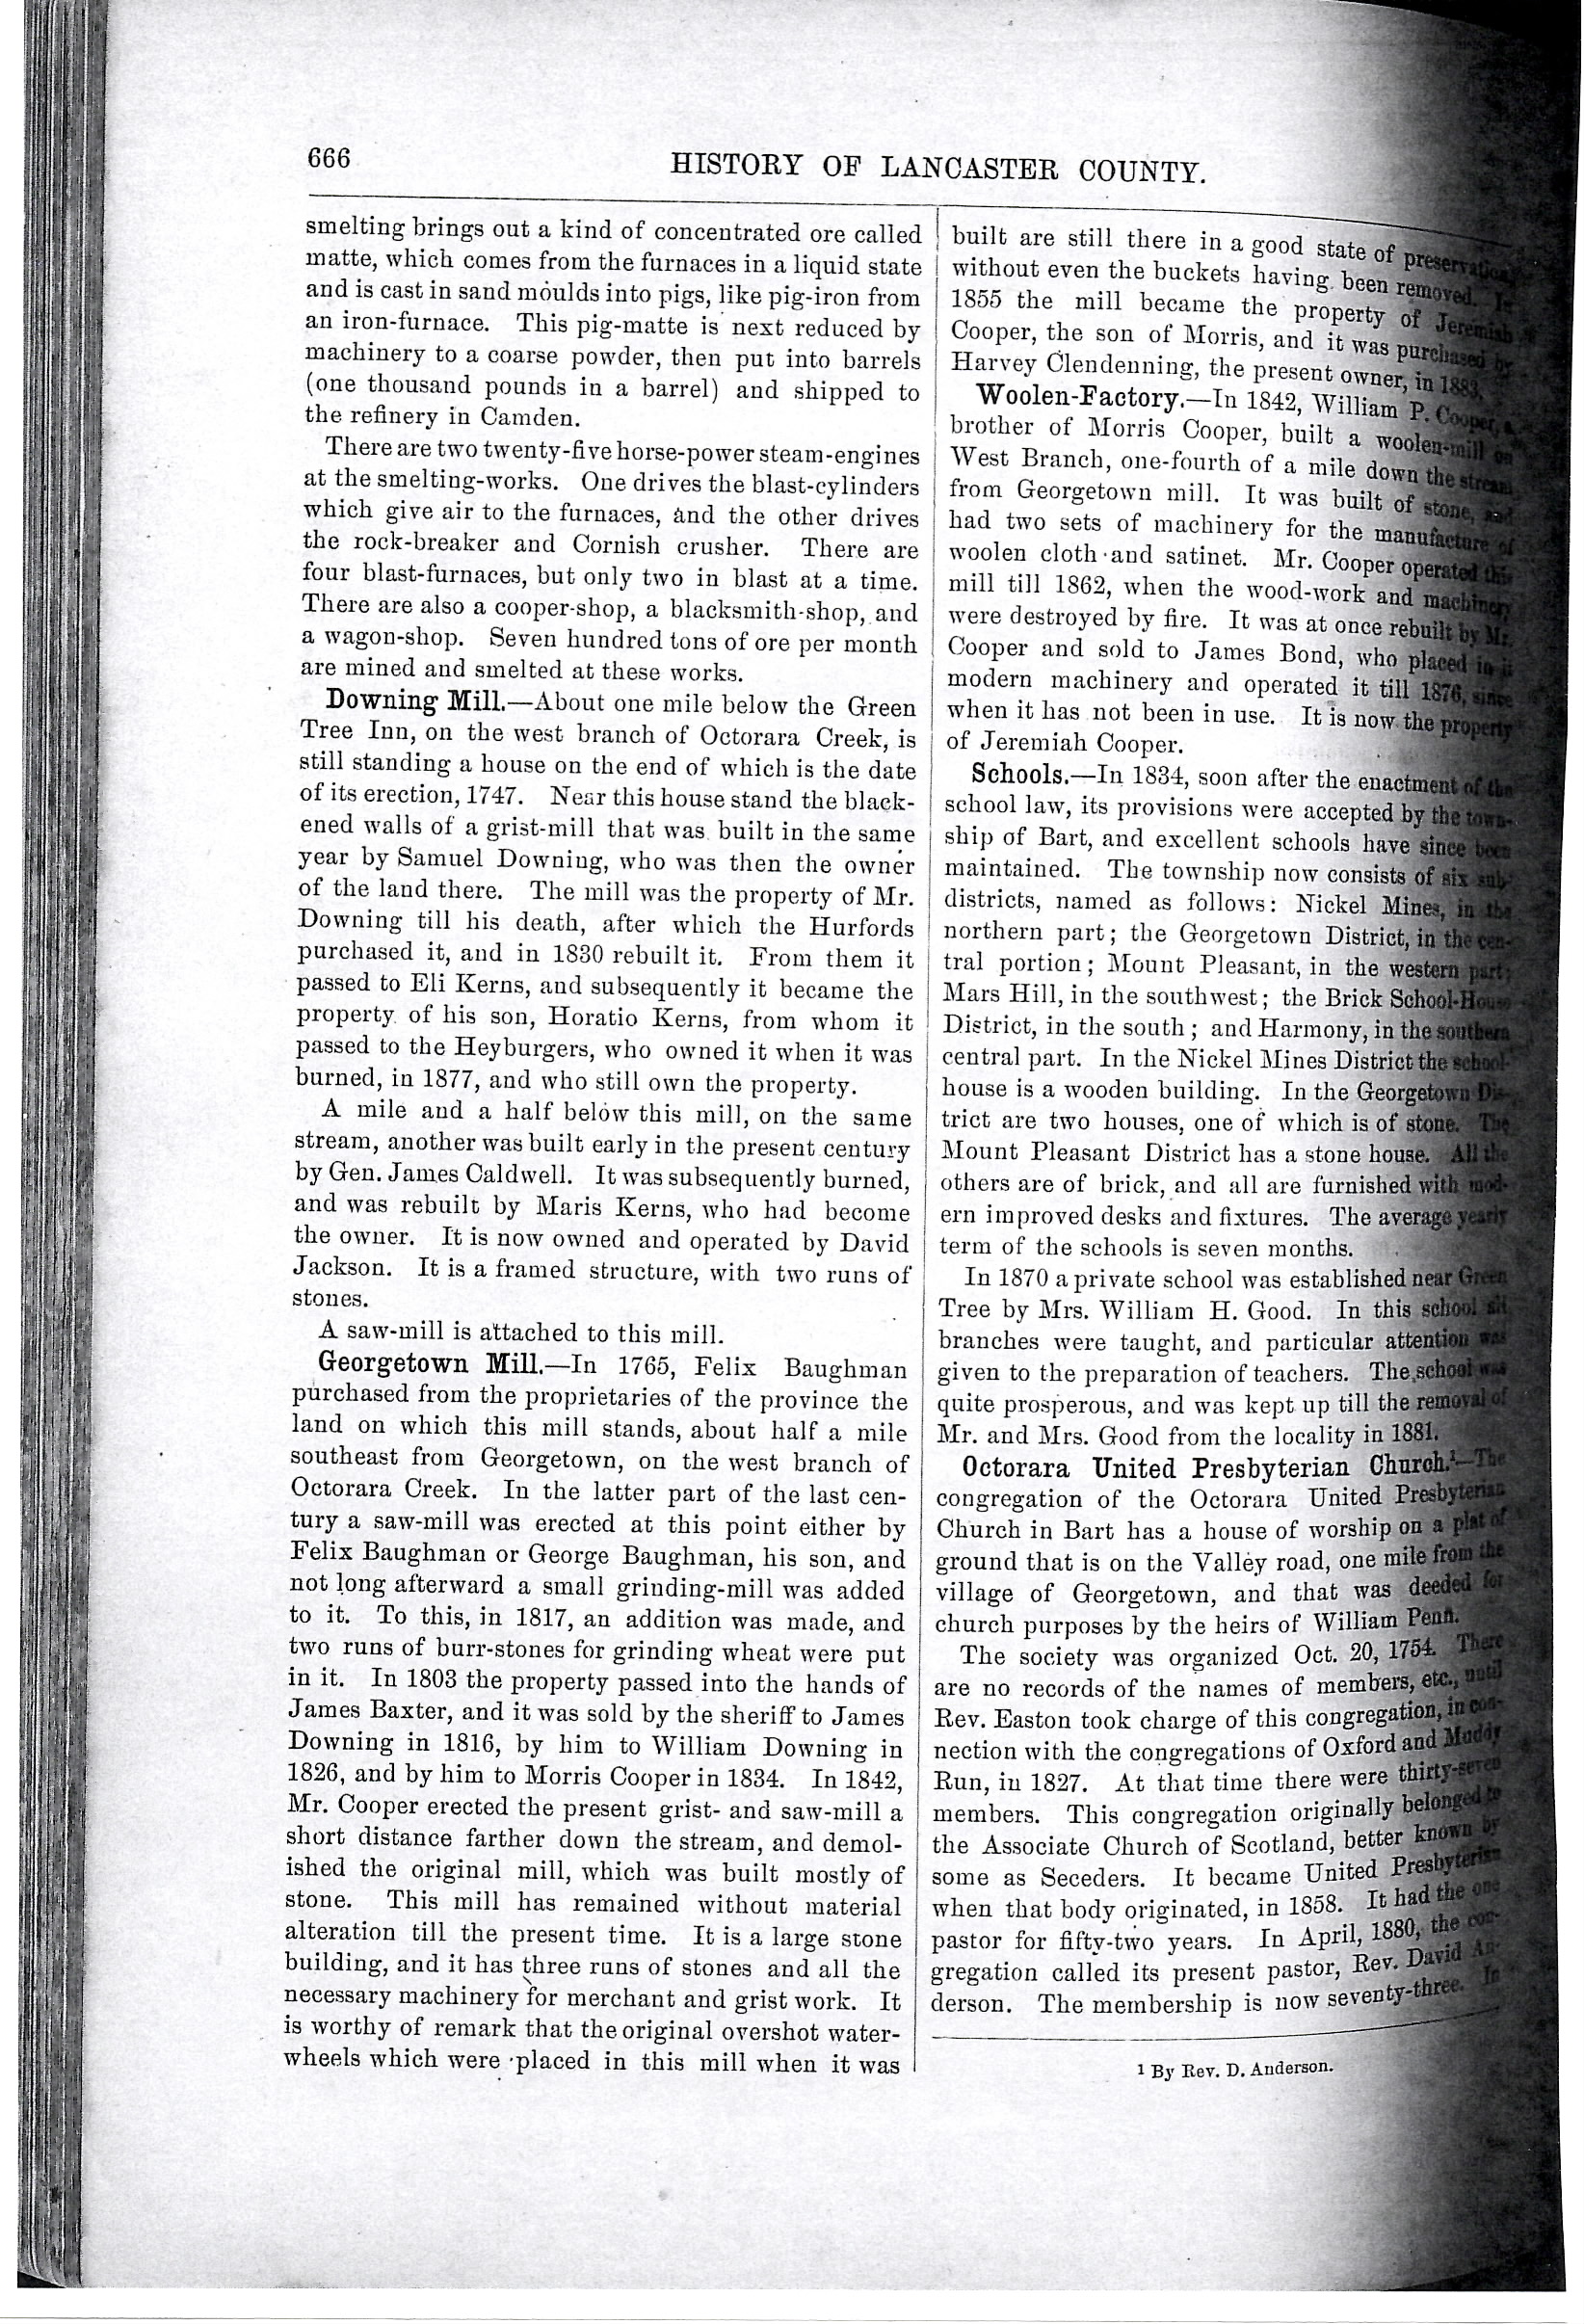 666
HISTORY OF LANCASTER COUNTY.
smelting brings out a kind of concentrated ore called
matte, which comes from the furnaces in a liquid state
and is cast in sand moulds into pigs, like pig-iron from
an iron-furnace. This pig-matte is next reduced by
machinery to a coarse powder, then put into barrels
(one thousand pounds in a barrel) and shipped to
the refinery in Camden.
There are two twenty-five horse-power steam-engines
at the smelting-works. One drives the blast-cylinders
which give air to the furnaces, and the other drives
the rock-breaker and Cornish crusher. There are
four blast-furnaces, but only two in blast at a time.
There are also a cooper-shop, a blacksmith-shop, and
a wagon-shop. Seven hundred tons of ore per month
are mined and smelted at these works.
Downing Mill.—About one mile below the Green
Tree Inn, on the west branch of Octorara Creek, is
still standing a house on the end of which is the date
of its erection, 1747. Near this house stand the black-
ened walls of a grist-mill that was built in the same
year by Samuel Downing, who was then the owner
of the land there. The mill was the property of Mr.
Downing till his death, after which the Hurfords
purchased it, and in 1830 rebuilt it. From them it
passed to Eli Kerns, and subsequently it became the
property of his son, Horatio Kerns, from whom it
passed to the Heyburgers, who owned it when it was
burned, in 1877, and who still own the property.
A mile and a half below this mill, on the same
stream, another was built early in the present century
by Gen. James Caldwell. It was subsequently burned,
and was rebuilt by Maris Kerns, who had become
the owner. It is now owned and operated by David
Jackson. It is a framed structure, with two runs of
stones.
A saw-mill is attached to this mill.
Georgetown Mill.—In 1765, Felix Baughman
purchased from the proprietaries of the province the
land on which this mill stands, about half a mile
southeast from Georgetown, on the west branch of
Octorara Creek. In the latter part of the last cen-
tury a saw-mill was erected at this point either by
Felix Baughman or George Baughman, his son, and
not long afterward a small grinding-mill was added
to it. To this, in 1817, an addition was made, and
two runs of burr-stones for grinding wheat were put
in it. In 1803 the property passed into the hands of
James Baxter, and it was sold by the sheriff to James
Downing in 1816, by him to William Downing in
1826, and by him to Morris Cooper in 1834. In 1842,
Mr. Cooper erected the present grist- and saw-mill a
short distance farther down the stream, and demol-
ished the original mill, which was built mostly of
stone. This mill has remained without material
alteration till the present time. It is a large stone
building, and it has three runs of stones and all the
necessary machinery for merchant and grist work. It
is worthy of remark that the original overshot water-
wheels which were placed in this mill when it was
built are still there in a good state of preservation,
without even the buckets having been removed. In
1855 the mill became the property of Jeremiah
Cooper, the son of Morris, and it was purchased by
Harvey Clendenning, the present owner, in 1883.
Woolen-Factory.—In 1842, William P. Cooper, a
brother of Morris Cooper, built a woolen-mill on
West Branch, one-fourth of a mile down the stream
from Georgetown mill. It was built of stone, and
had two sets of machinery for the manufacture of
woolen cloth and satinet. Mr. Cooper operated this
mill till 1862, when the wood-work and machinery
were destroyed by fire. It was at once rebuilt by Mr.
Cooper and sold to James Bond, who placed in it
modern machinery and operated it till 1876, since
when it has not been in use. It is now the property
of Jeremiah Cooper.
Schools.—In 1834, soon after the enactment of the
school law, its provisions were accepted by the town-
ship of Bart, and excellent schools have since been
maintained. The township now consists of six sub-
districts, named as follows: Nickel Mines, in the
northern part; the Georgetown District, in the cen-
tral portion; Mount Pleasant, in the western part;
Mars Hill, in the southwest; the Brick School-House
District, in the south; and Harmony, in the southern
central part. In the Nickel Mines District the school-
house is a wooden building. In the Georgetown Dis-
trict are two houses, one of which is of stone. The
Mount Pleasant District has a stone house. All the
others are of brick, and all are furnished with mod-
ern improved desks and fixtures. The average yearly
term of the schools is seven months.
In 1870 a private school was established near Green
Tree by Mrs. William H. Good. In this school all
branches were taught, and particular attention was
given to the preparation of teachers. The school was
quite prosperous, and was kept up till the removal of
Mr. and Mrs. Good from the locality in 1881.
Octorara United Presbyterian Church.¹—The
congregation of the Octorara United Presbyterian
Church in Bart has a house of worship on a plat of
ground that is on the Valley road, one mile from the
village of Georgetown, and that was deeded for
church purposes by the heirs of William Penn.
The society was organized Oct. 20, 1754. There
are no records of the names of members, etc., until
Rev. Easton took charge of this congregation, in con-
nection with the congregations of Oxford and Muddy
Run, in 1827. At that time there were thirty-seven
members. This congregation originally belonged to
the Associate Church of Scotland, better known by
some as Seceders. It became United Presbyterian
when that body originated, in 1858. It had the one
pastor for fifty-two years. In April, 1880, the con-
gregation called its present pastor, Rev. David An-
derson. The membership is now seventy-three. In
1 By Rev. D. Anderson.